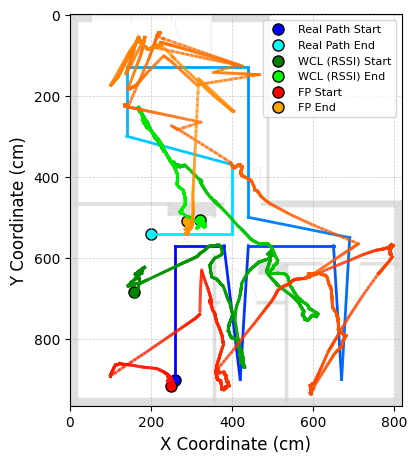 0
200
400
600
800
Y Coordinate (cm)
Real Path Start
Real Path End
WCL (RSSI) Start
WCL (RSSI) End
FP Start
FP End
0
200
400
600
800
X Coordinate (cm)